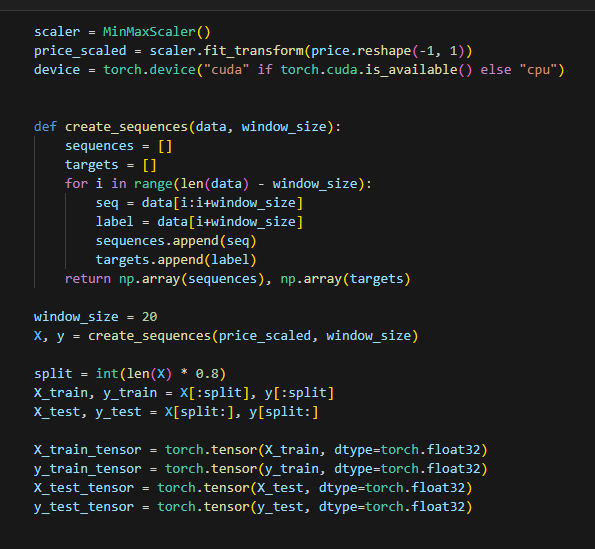 scaler = MinMaxScaler()
price_scaled = scaler.fit_transform(price.reshape(-1, 1))
device = torch.device("cuda" if torch.cuda.is_available() else "cpu")
def create_sequences(data, window_size):
    sequences = []
    targets = []
    for i in range(len(data) - window_size):
        seq = data[i:i+window_size]
        label = data[i+window_size]
        sequences.append(seq)
        targets.append(label)
    return np.array(sequences), np.array(targets)
window_size = 20
X, y = create_sequences(price_scaled, window_size)
split = int(len(X) * 0.8)
X_train, y_train = X[:split], y[:split]
X_test, y_test = X[split:], y[split:]
X_train_tensor = torch.tensor(X_train, dtype=torch.float32)
y_train_tensor = torch.tensor(y_train, dtype=torch.float32)
X_test_tensor = torch.tensor(X_test, dtype=torch.float32)
y_test_tensor = torch.tensor(y_test, dtype=torch.float32)